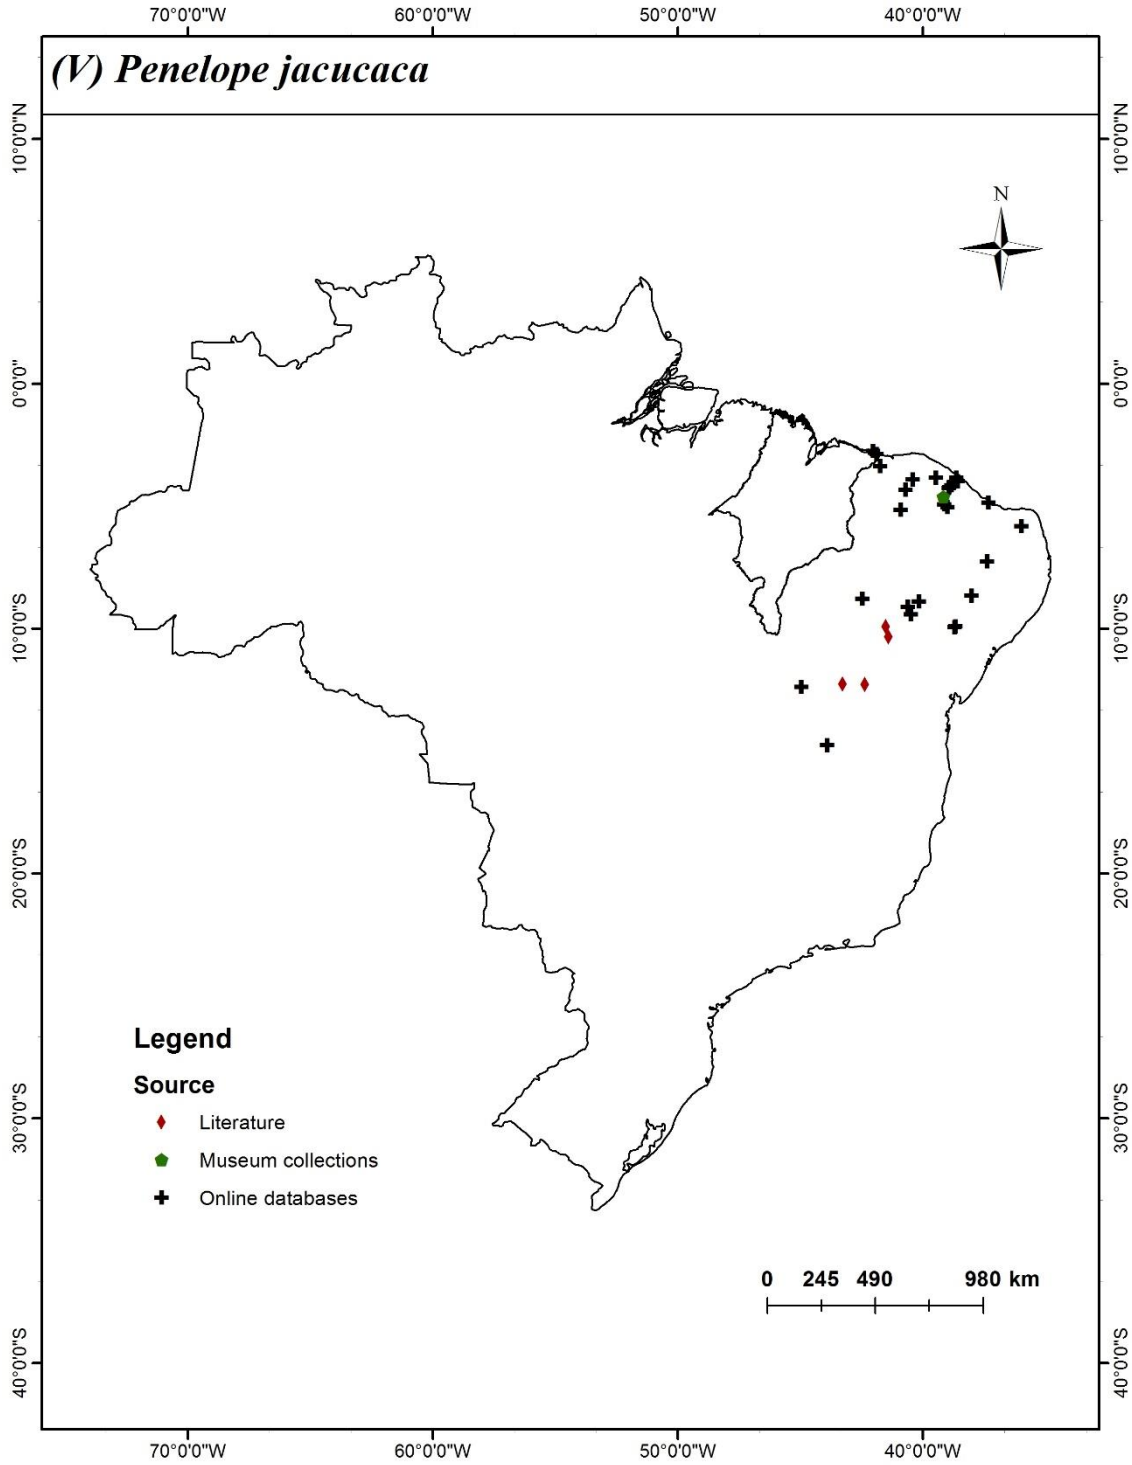 70°0'0"W 60°0'0"W 50°0'0"W 40°0'0"W
(V) Penelope jacucaca
N
10°0'0"N 10°0'0"N
0°0'0" 0°0'0"
10°0'0"S 10°0'0"S
20°0'0"S 20°0'0"S
30°0'0"S 30°0'0"S
40°0'0"S 40°0'0"S
Legend
Source
Literature
Museum collections
Online databases
0 245 490 980 km
70°0'0"W 60°0'0"W 50°0'0"W 40°0'0"W